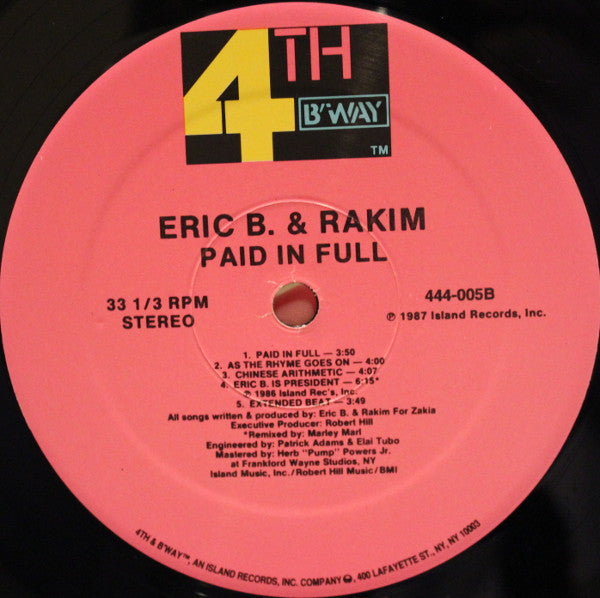 4TH
B'WAY
TM
ERIC B. & RAKIM
PAID IN FULL
33 1/3 RPM
STEREO
444-005B
℗ 1987 Island Records, Inc.
1. PAID IN FULL — 3:50
2. AS THE RHYME GOES ON — 4:00
3. CHINESE ARITHMETIC — 4:07
4. ERIC B. IS PRESIDENT — 6:15*
℗ 1986 Island Rec's, Inc.
5. EXTENDED BEAT — 3:49
All songs written & produced by: Eric B. & Rakim For Zakia
Executive Producer: Robert Hill
*Remixed by: Marley Marl
Engineered by: Patrick Adams & Elai Tubo
Mastered by: Herb "Pump" Powers Jr.
at Frankford Wayne Studios, NY
Island Music, Inc./Robert Hill Music/BMI
4TH & B'WAY™, AN ISLAND RECORDS, INC. COMPANY, 400 LAFAYETTE ST., NY, NY 10003